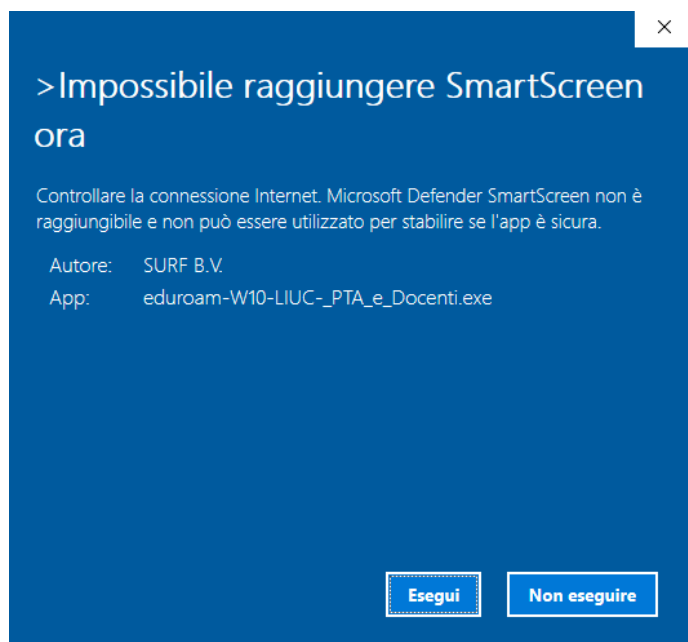 >Impossibile raggiungere SmartScreen
ora
Controllare la connessione Internet. Microsoft Defender SmartScreen non è
raggiungibile e non può essere utilizzato per stabilire se l'app è sicura.
Autore: SURF B.V.
App: eduroam-W10-LIUC-_PTA_e_Docenti.exe
Esegui Non eseguire